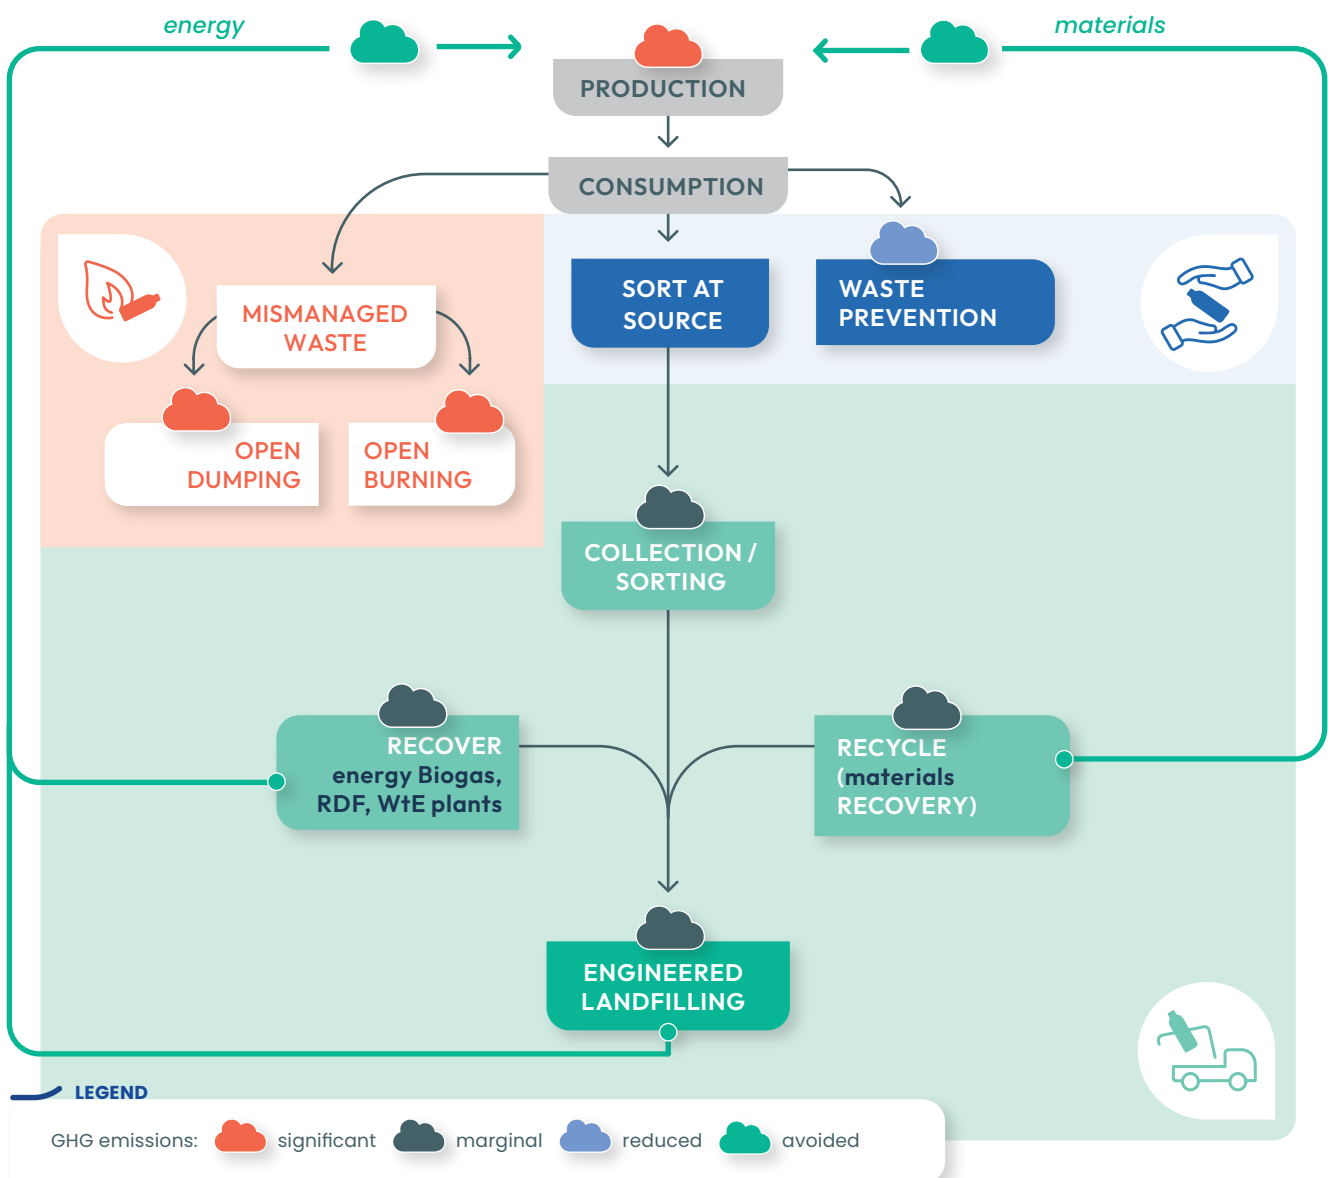 energy
materials
PRODUCTION
CONSUMPTION
MISMANAGED
WASTE
SORT AT
SOURCE
WASTE
PREVENTION
OPEN
DUMPING
OPEN
BURNING
COLLECTION /
SORTING
RECOVER
energy Biogas,
RDF, WtE plants
RECYCLE
(materials
RECOVERY)
ENGINEERED
LANDFILLING
LEGEND
GHG emissions: significant marginal reduced avoided